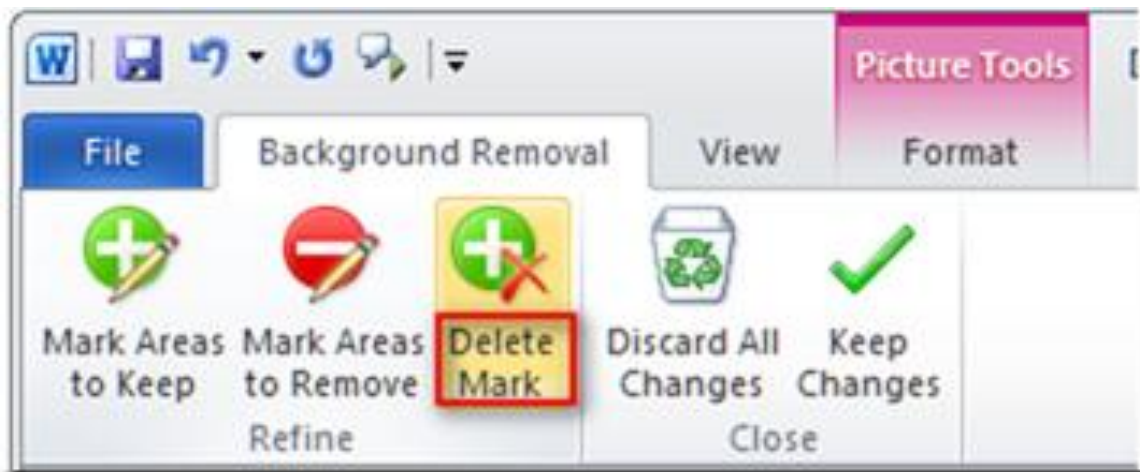 W
Picture Tools
File Background Removal View Format
Mark Areas to Keep
Mark Areas to Remove
Delete Mark
Discard All Changes
Keep Changes
Refine Close